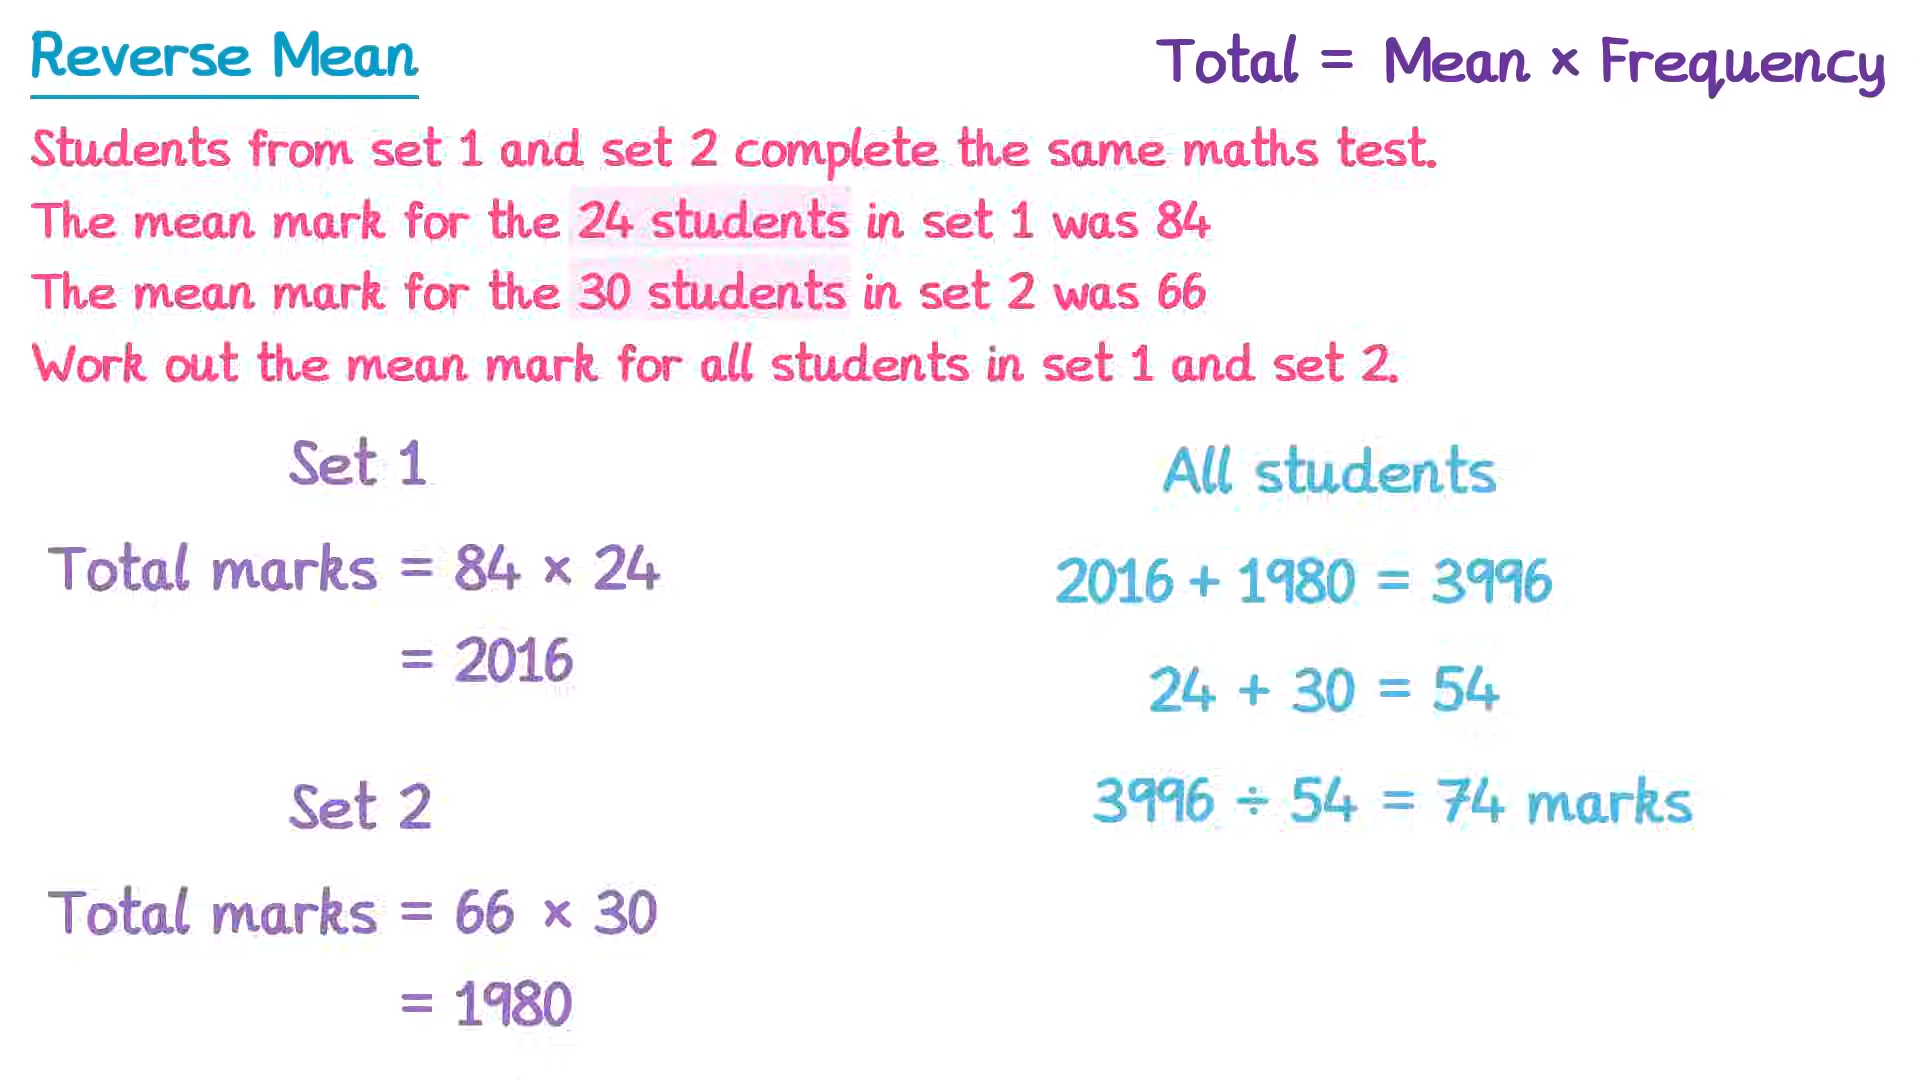 Reverse Mean
Total = Mean × Frequency
Students from set 1 and set 2 complete the same maths test.
The mean mark for the 24 students in set 1 was 84
The mean mark for the 30 students in set 2 was 66
Work out the mean mark for all students in set 1 and set 2.
Set 1
Total marks = 84 × 24
= 2016
Set 2
Total marks = 66 × 30
= 1980
All students
2016 + 1980 = 3996
24 + 30 = 54
3996 ÷ 54 = 74 marks